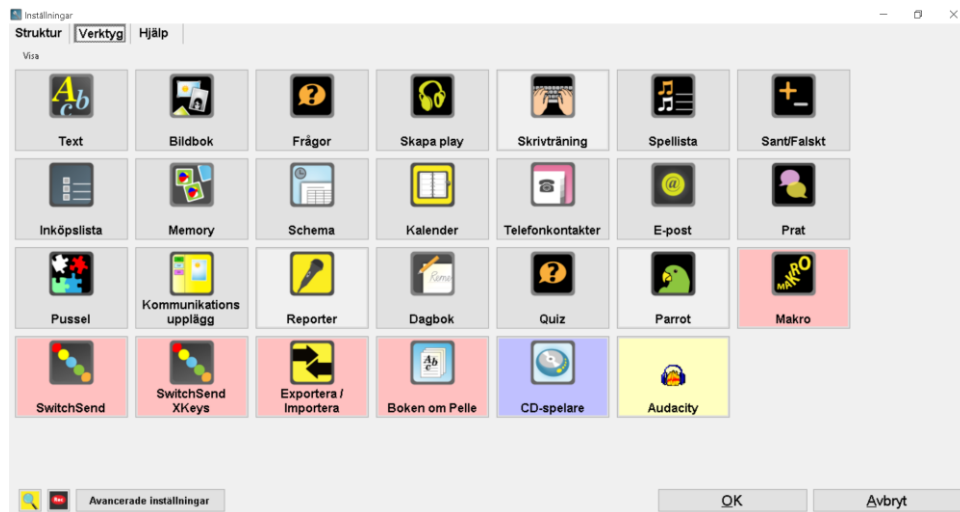 Inställningar
Struktur Verktyg Hjälp
Visa
Text Bildbok Frågor Skapa play Skrivträning Spellista Sant/Falskt
Inköpslista Memory Schema Kalender Telefonkontakter E-post Prat
Pussel Kommunikations upplägg Reporter Dagbok Quiz Parrot Makro
SwitchSend SwitchSend XKeys Exportera / Importera Boken om Pelle CD-spelare Audacity
Avancerade inställningar OK Avbryt